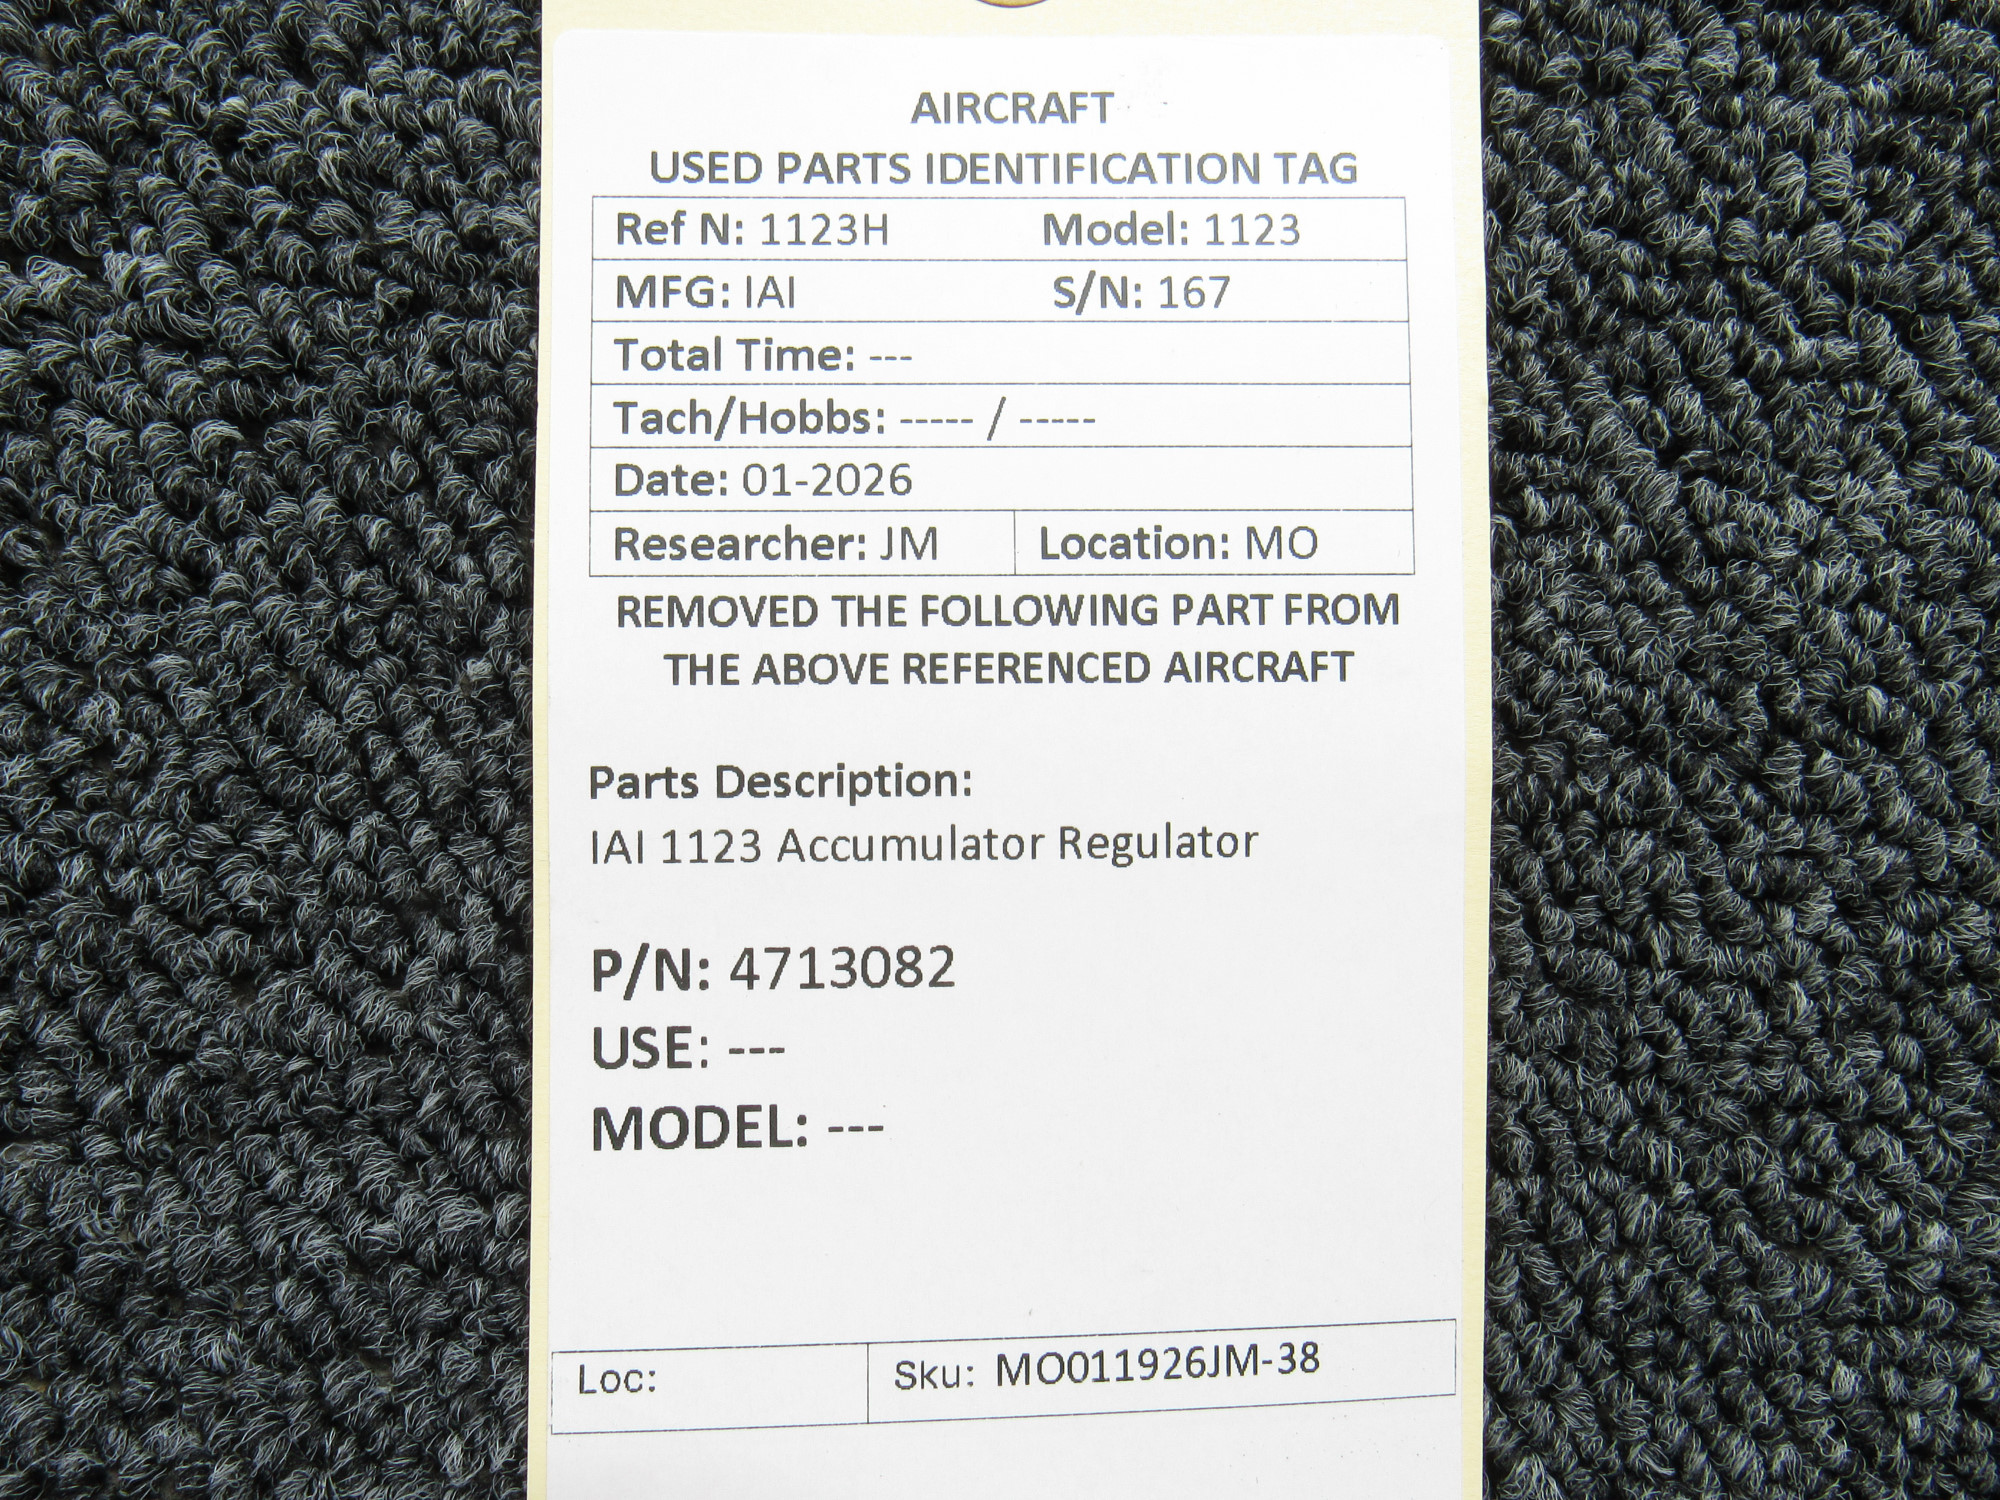 AIRCRAFT
USED PARTS IDENTIFICATION TAG
Ref N: 1123H Model: 1123
MFG: IAI S/N: 167
Total Time: ---
Tach/Hobbs: ----- / -----
Date: 01-2026
Researcher: JM Location: MO
REMOVED THE FOLLOWING PART FROM
THE ABOVE REFERENCED AIRCRAFT
Parts Description:
IAI 1123 Accumulator Regulator
P/N: 4713082
USE: ---
MODEL: ---
Loc: Sku: MO011926JM-38